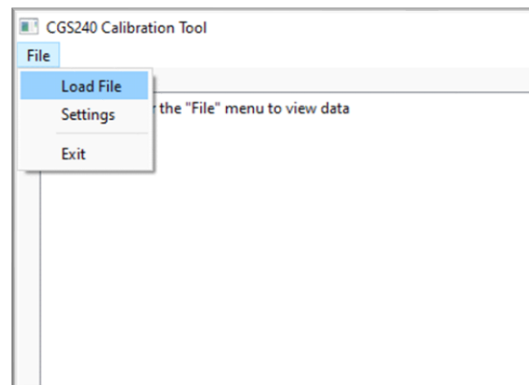 CGS240 Calibration Tool
File
Load File
the "File" menu to view data
Settings
Exit